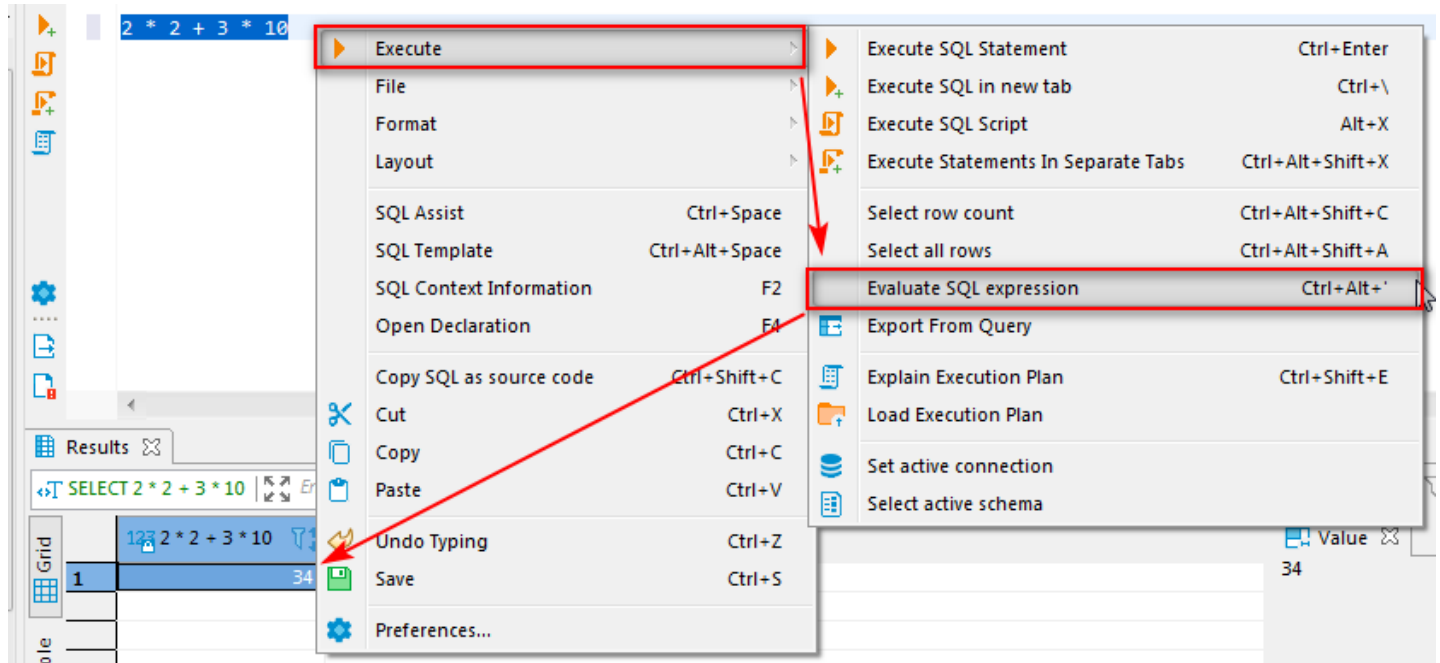 2 * 2 + 3 * 10
Execute
File
Format
Layout
SQL Assist Ctrl+Space
SQL Template Ctrl+Alt+Space
SQL Context Information F2
Open Declaration F4
Copy SQL as source code Ctrl+Shift+C
Cut Ctrl+X
Copy Ctrl+C
Paste Ctrl+V
Undo Typing Ctrl+Z
Save Ctrl+S
Preferences...
Execute SQL Statement Ctrl+Enter
Execute SQL in new tab Ctrl+\
Execute SQL Script Alt+X
Execute Statements In Separate Tabs Ctrl+Alt+Shift+X
Select row count Ctrl+Alt+Shift+C
Select all rows Ctrl+Alt+Shift+A
Evaluate SQL expression Ctrl+Alt+'
Export From Query
Explain Execution Plan Ctrl+Shift+E
Load Execution Plan
Set active connection
Select active schema
Results
SELECT 2 * 2 + 3 * 10
Grid
123 2 * 2 + 3 * 10
1 34
Value
34